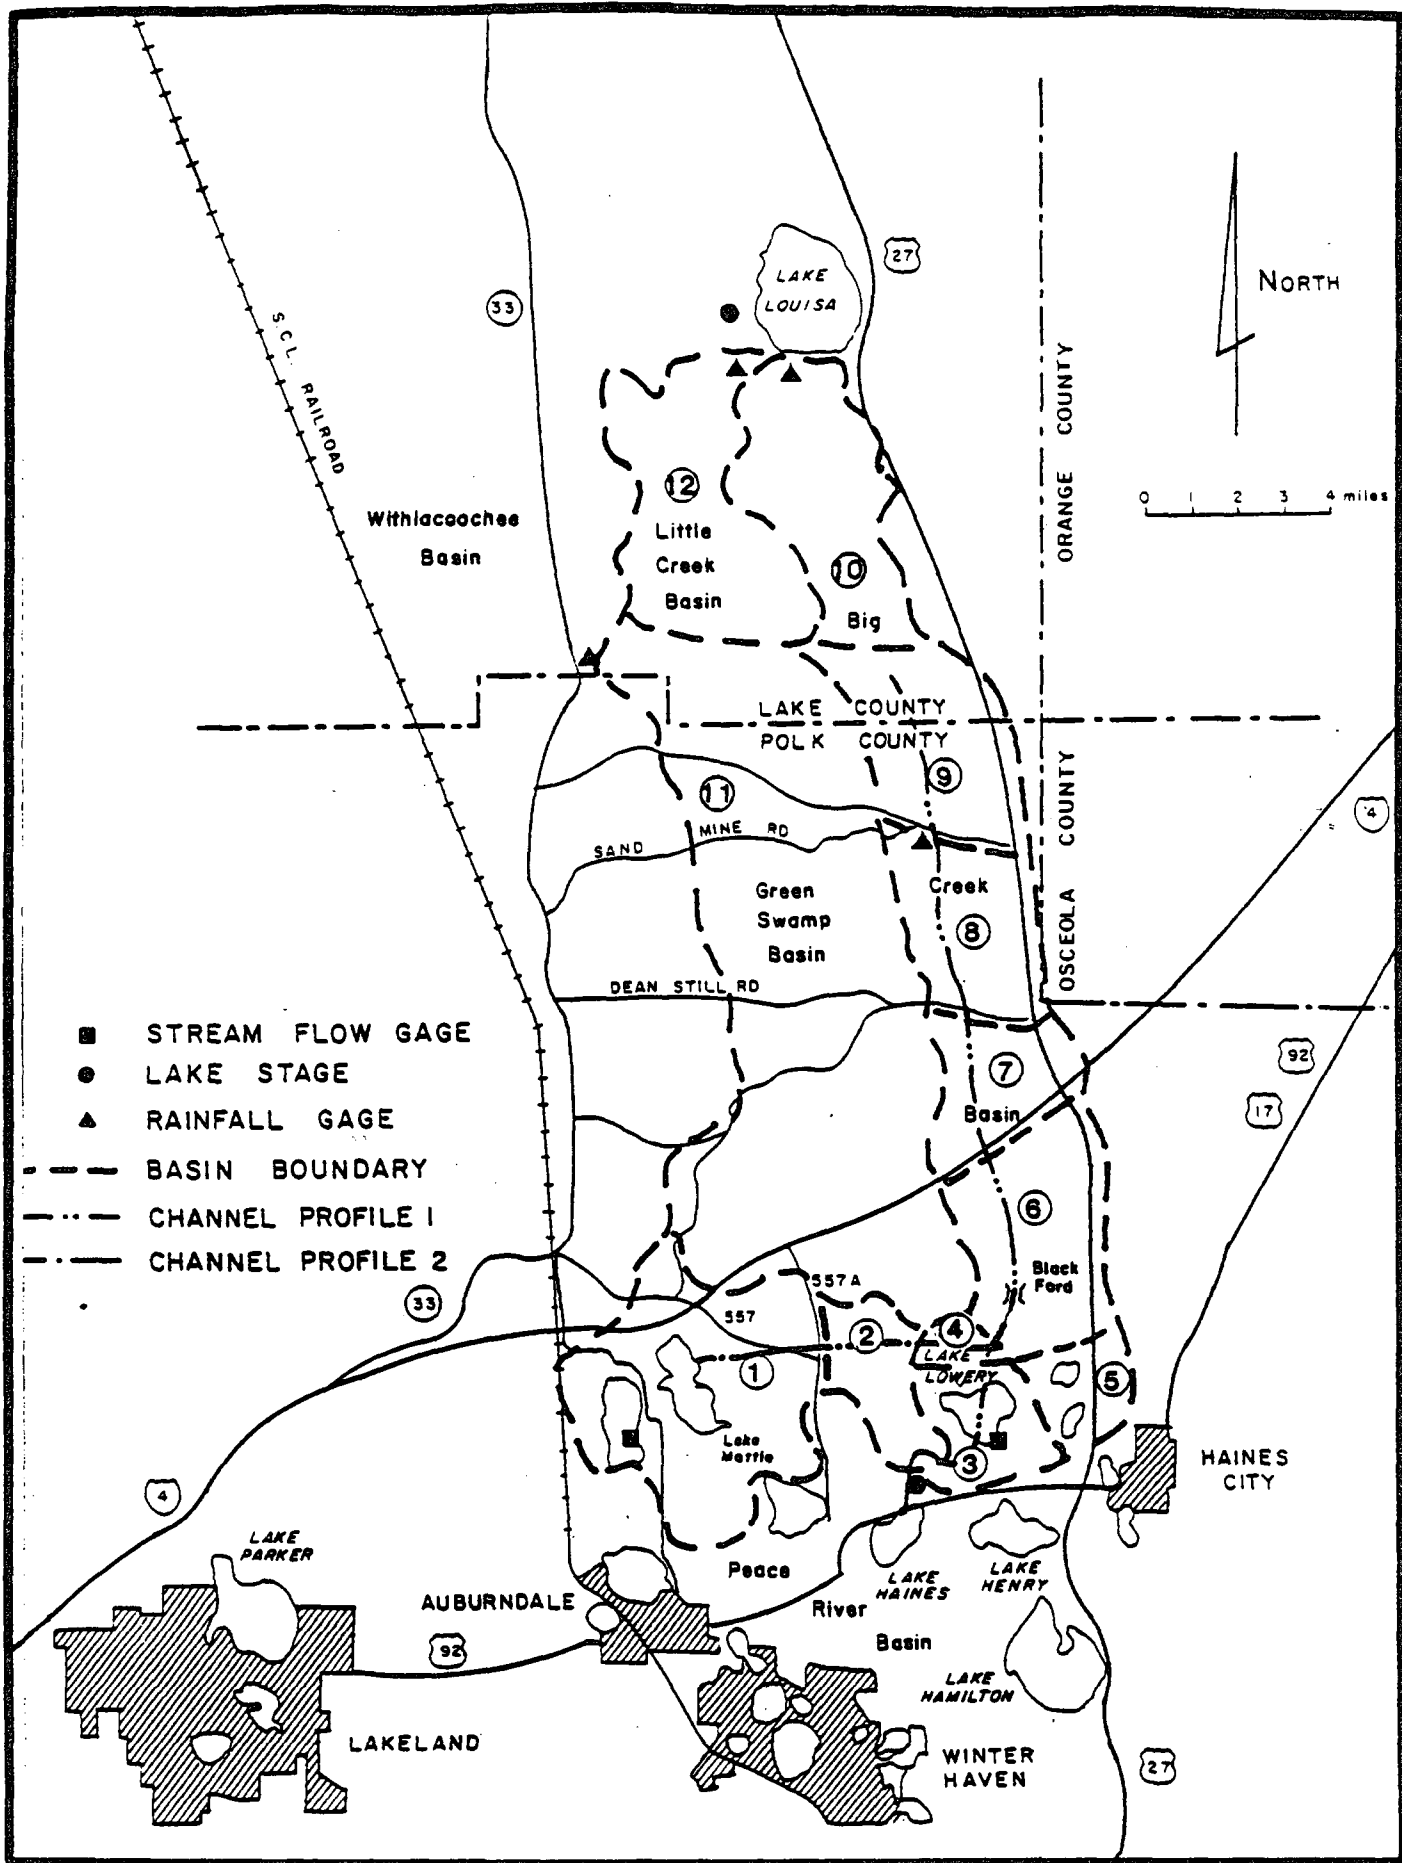 27
LAKE
LOUISA
NORTH
33
S.C.L. RAILROAD
ORANGE COUNTY
0 1 2 3 4 miles
12
Withlacoochee
Basin
Little
Creek
Basin
10
Big
LAKE COUNTY
POLK COUNTY
9
11
4
SAND MINE RD
OSCEOLA COUNTY
Green
Swamp
Basin
Creek
8
DEAN STILL RD
STREAM FLOW GAGE
LAKE STAGE
RAINFALL GAGE
BASIN BOUNDARY
CHANNEL PROFILE 1
CHANNEL PROFILE 2
92
17
7
Basin
6
Black
Ford
557A
33
557
2
4
LAKE
LOWERY
1
5
Lake
Mattie
3
HAINES
CITY
4
LAKE
PARKER
Peace
River
Basin
LAKE
HAINES
LAKE
HENRY
AUBURNDALE
92
LAKE
HAMILTON
LAKELAND
WINTER
HAVEN
27